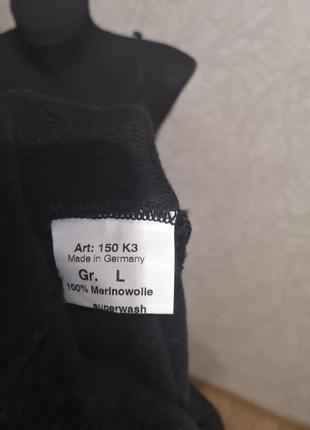 Art: 150 K3
Made in Germany
Gr. L
100% Merinowolle
superwash